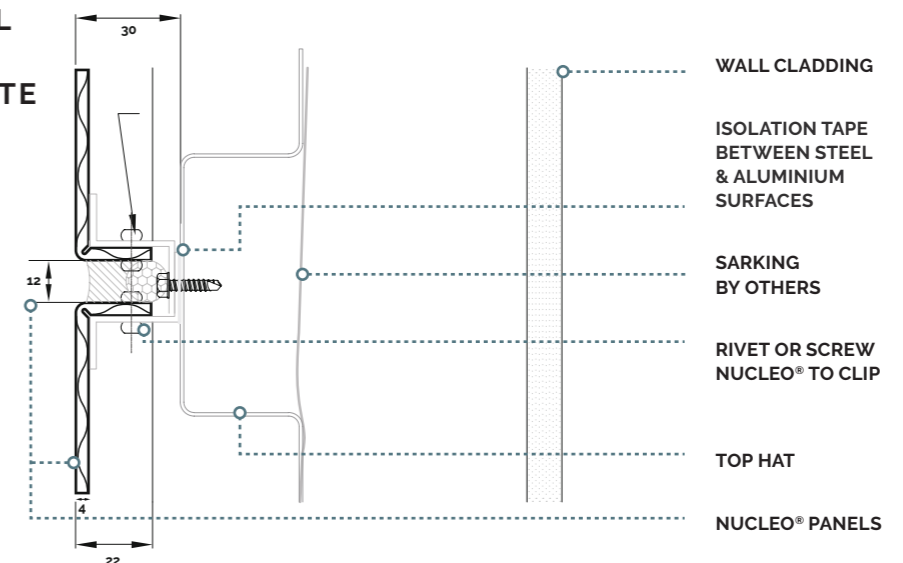 L
TE
30
12
4
22
WALL CLADDING
ISOLATION TAPE
BETWEEN STEEL
& ALUMINIUM
SURFACES
SARKING
BY OTHERS
RIVET OR SCREW
NUCLEO® TO CLIP
TOP HAT
NUCLEO® PANELS